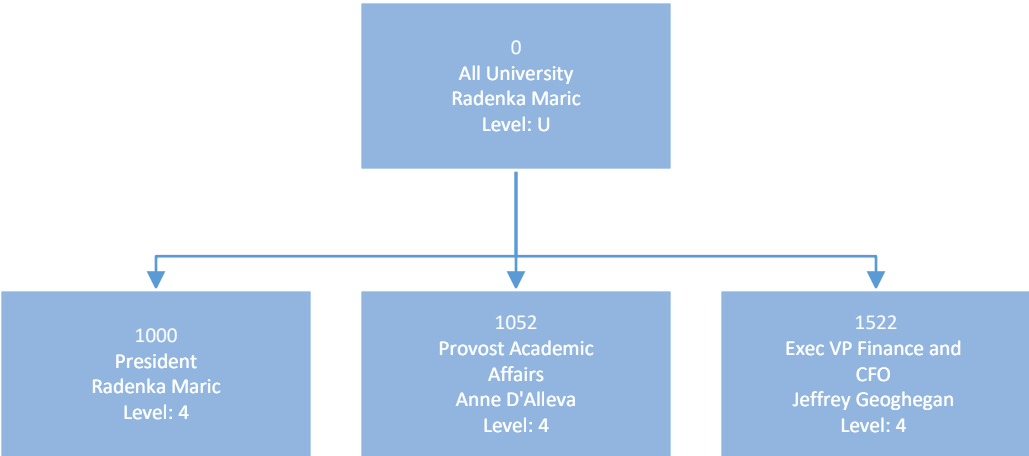 0
All University
Radenka Maric
Level: U
1000
President
Radenka Maric
Level: 4
1052
Provost Academic
Affairs
Anne D'Alleva
Level: 4
1522
Exec VP Finance and
CFO
Jeffrey Geoghegan
Level: 4